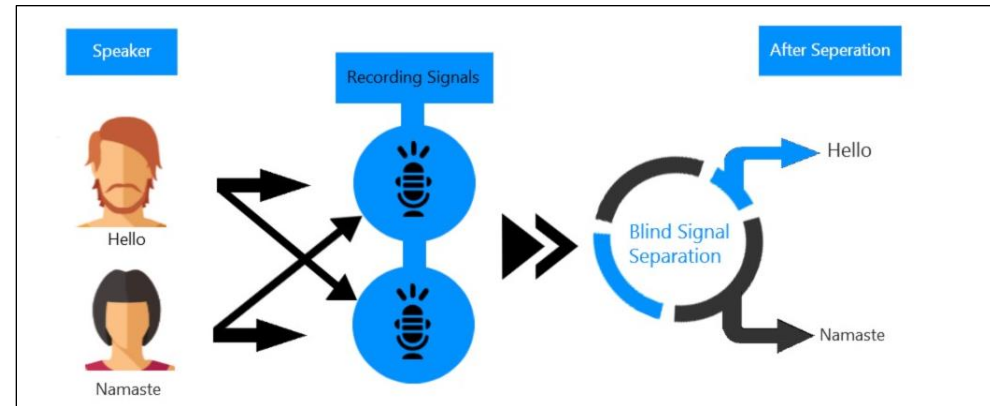 Speaker
Recording Signals
After Seperation
Hello
Namaste
Blind Signal
Separation
Hello
Namaste